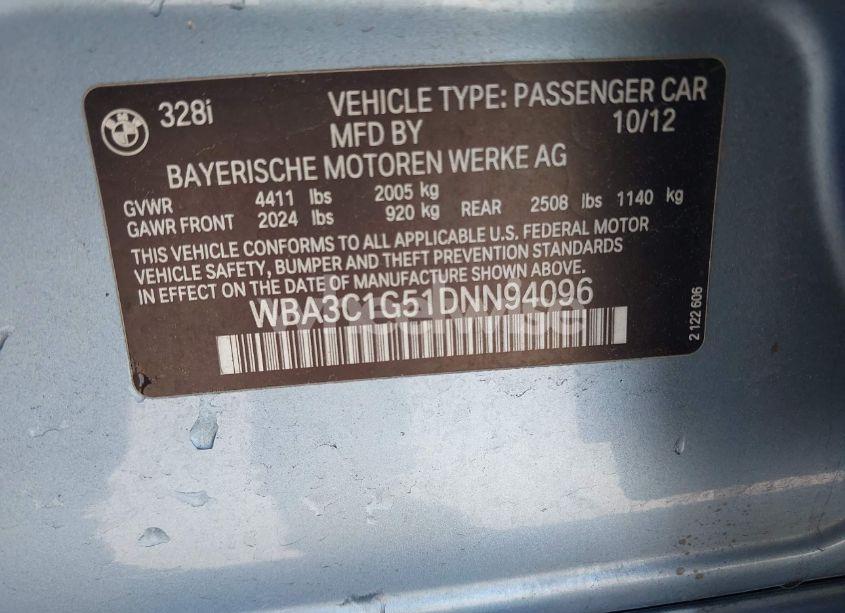 BMW
328i VEHICLE TYPE: PASSENGER CAR
MFD BY 10/12
BAYERISCHE MOTOREN WERKE AG
GVWR 4411 lbs 2005 kg
GAWR FRONT 2024 lbs 920 kg REAR 2508 lbs 1140 kg
THIS VEHICLE CONFORMS TO ALL APPLICABLE U.S. FEDERAL MOTOR
VEHICLE SAFETY, BUMPER AND THEFT PREVENTION STANDARDS
IN EFFECT ON THE DATE OF MANUFACTURE SHOWN ABOVE.
WBA3C1G51DNN94096
2 122 606